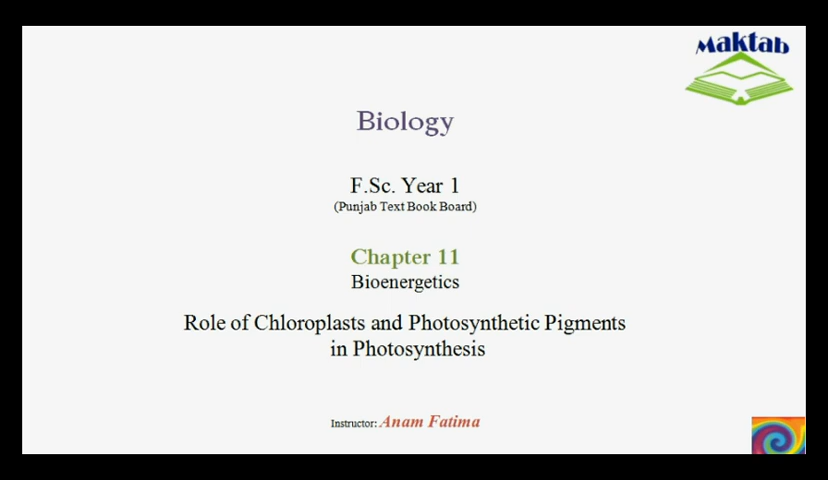 Maktab
Biology
F.Sc. Year 1
(Punjab Text Book Board)
Chapter 11
Bioenergetics
Role of Chloroplasts and Photosynthetic Pigments
in Photosynthesis
Instructor: Anam Fatima